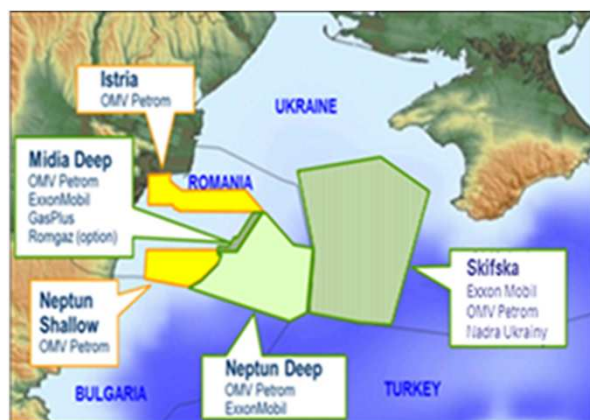 Istria
OMV Petrom
UKRAINE
Midia Deep
OMV Petrom
ExxonMobil
GasPlus
Romgaz (option)
ROMANIA
Skifska
Exxon Mobil
OMV Petrom
Nadra Ukrainy
Neptun
Shallow
OMV Petrom
Neptun Deep
OMV Petrom
ExxonMobil
BULGARIA
TURKEY